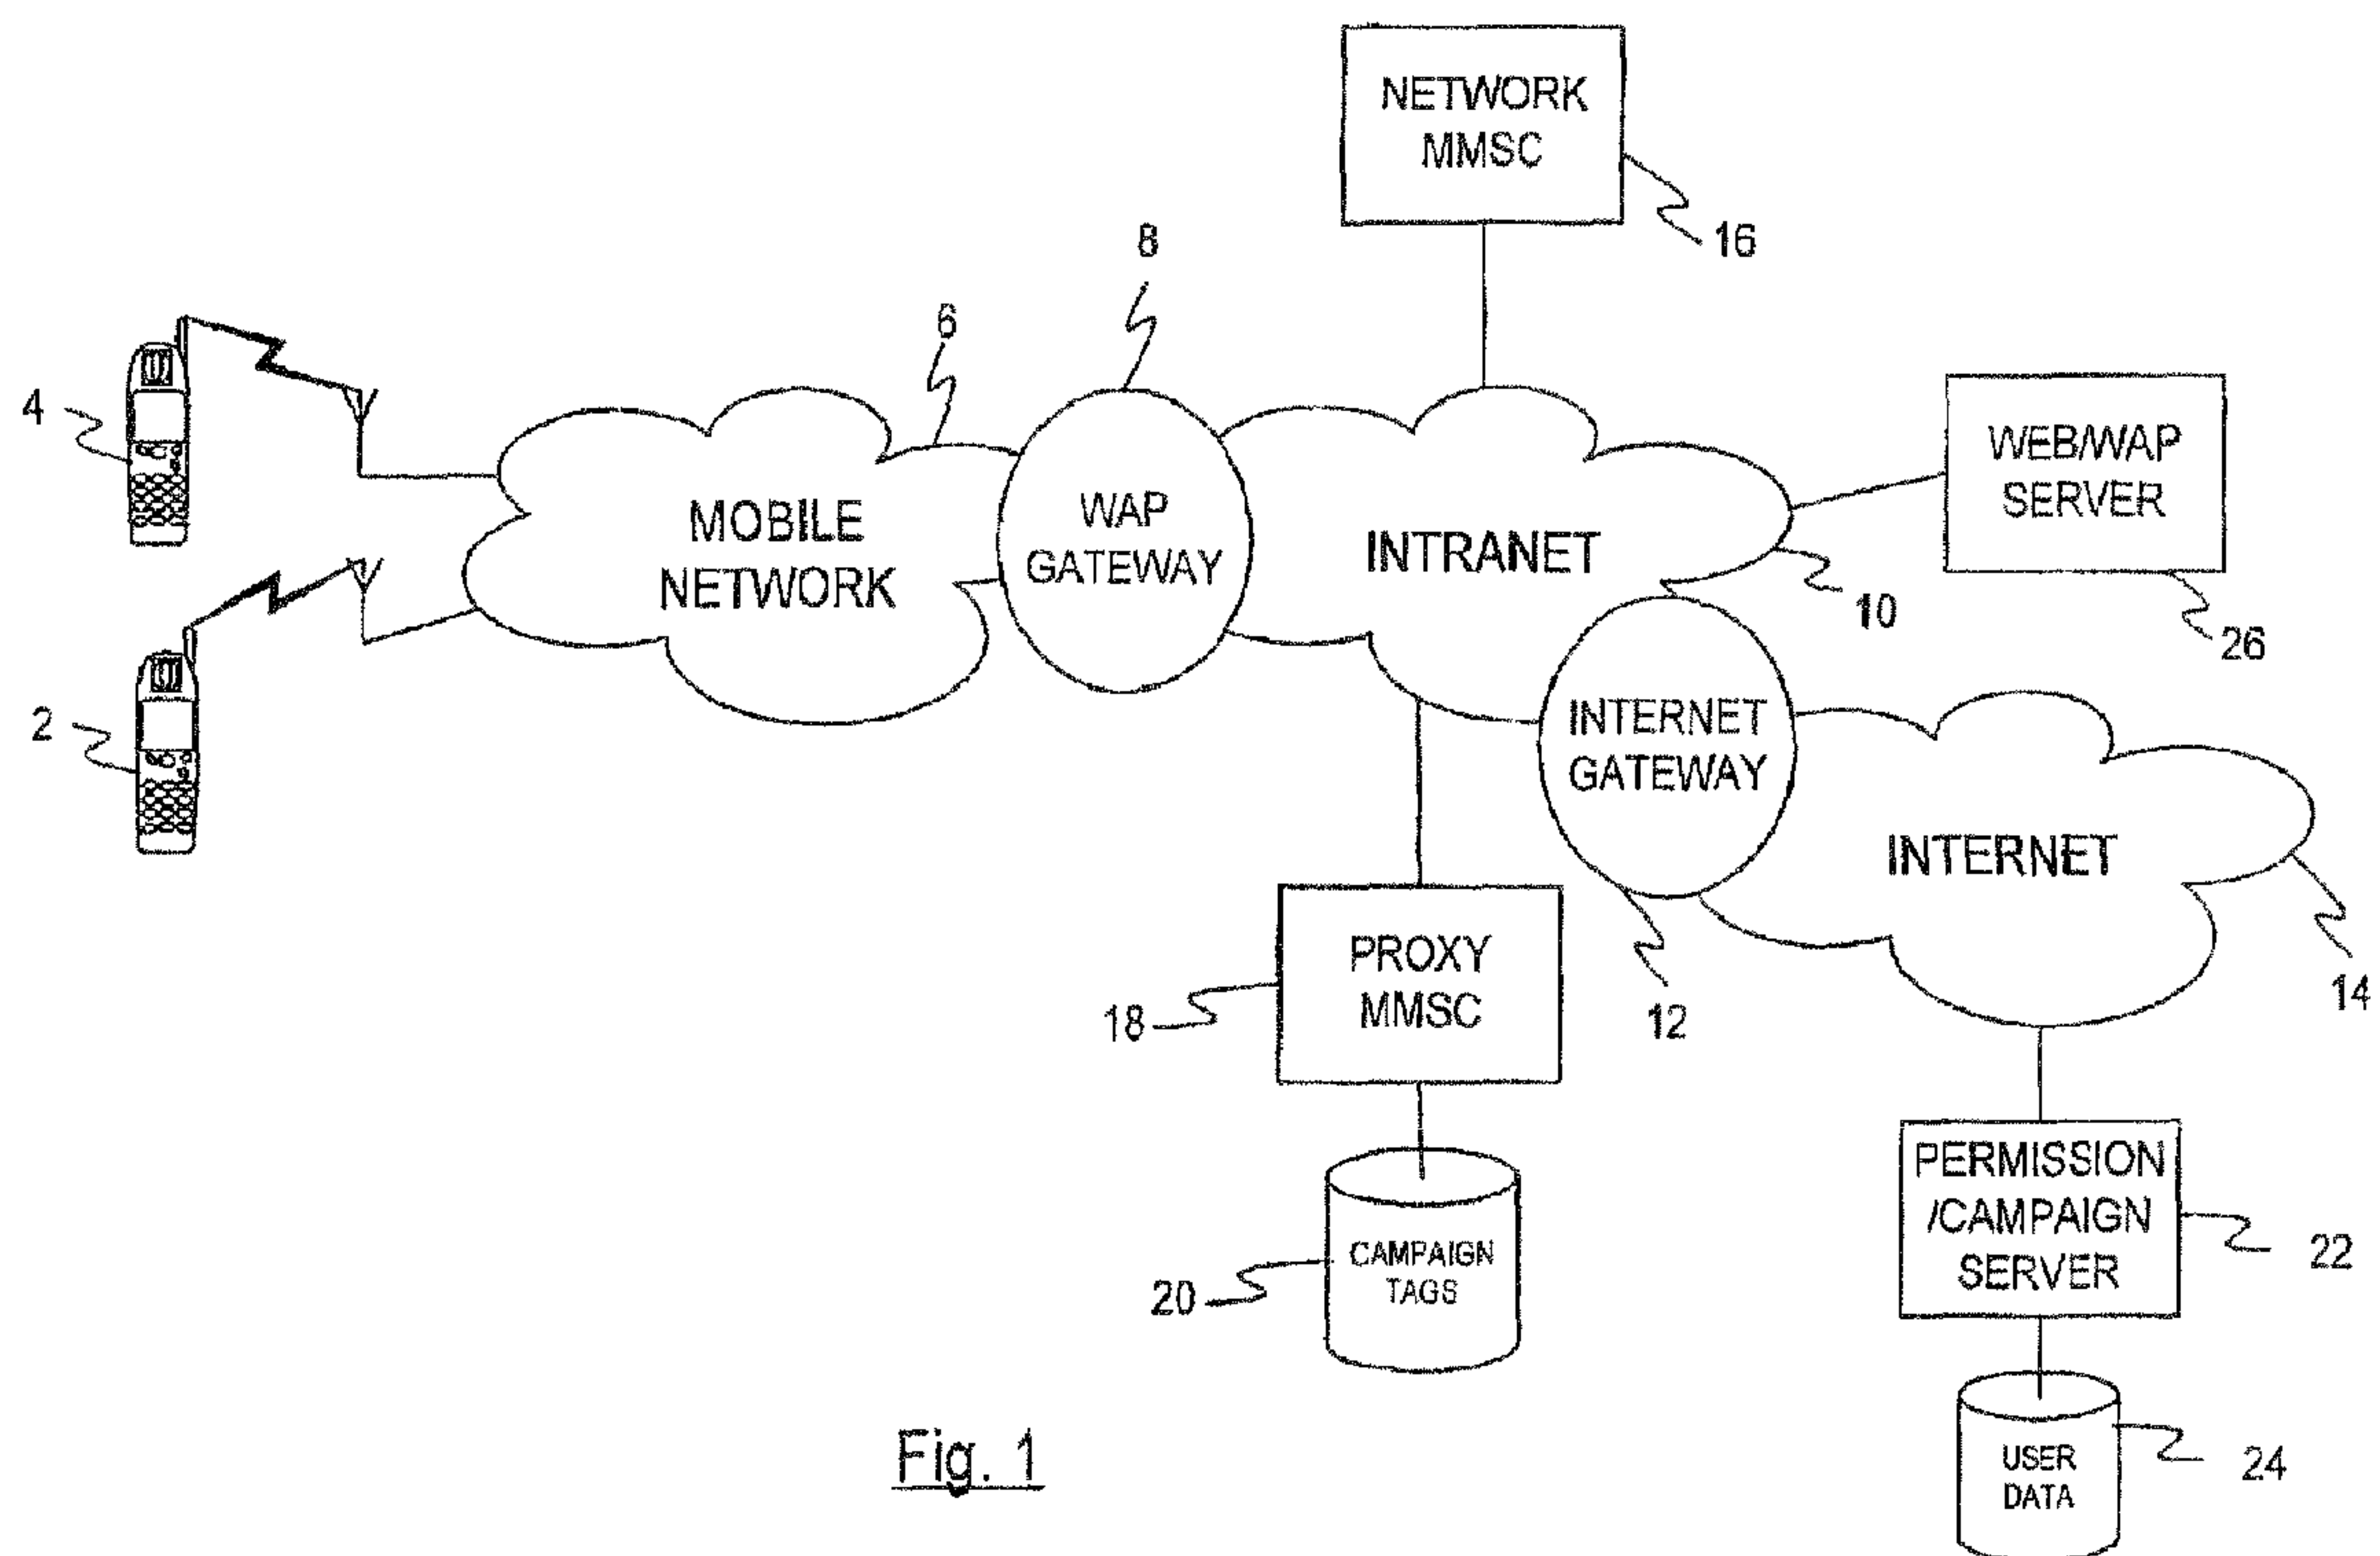 NETWORK
MMSC
16
8
6
4
WEB/WAP
SERVER
26
MOBILE
NETWORK
WAP
GATEWAY
INTRANET
10
2
INTERNET
GATEWAY
12
INTERNET
14
PROXY
MMSC
18
CAMPAIGN
TAGS
20
PERMISSION
/CAMPAIGN
SERVER
22
USER
DATA
24
Fig. 1